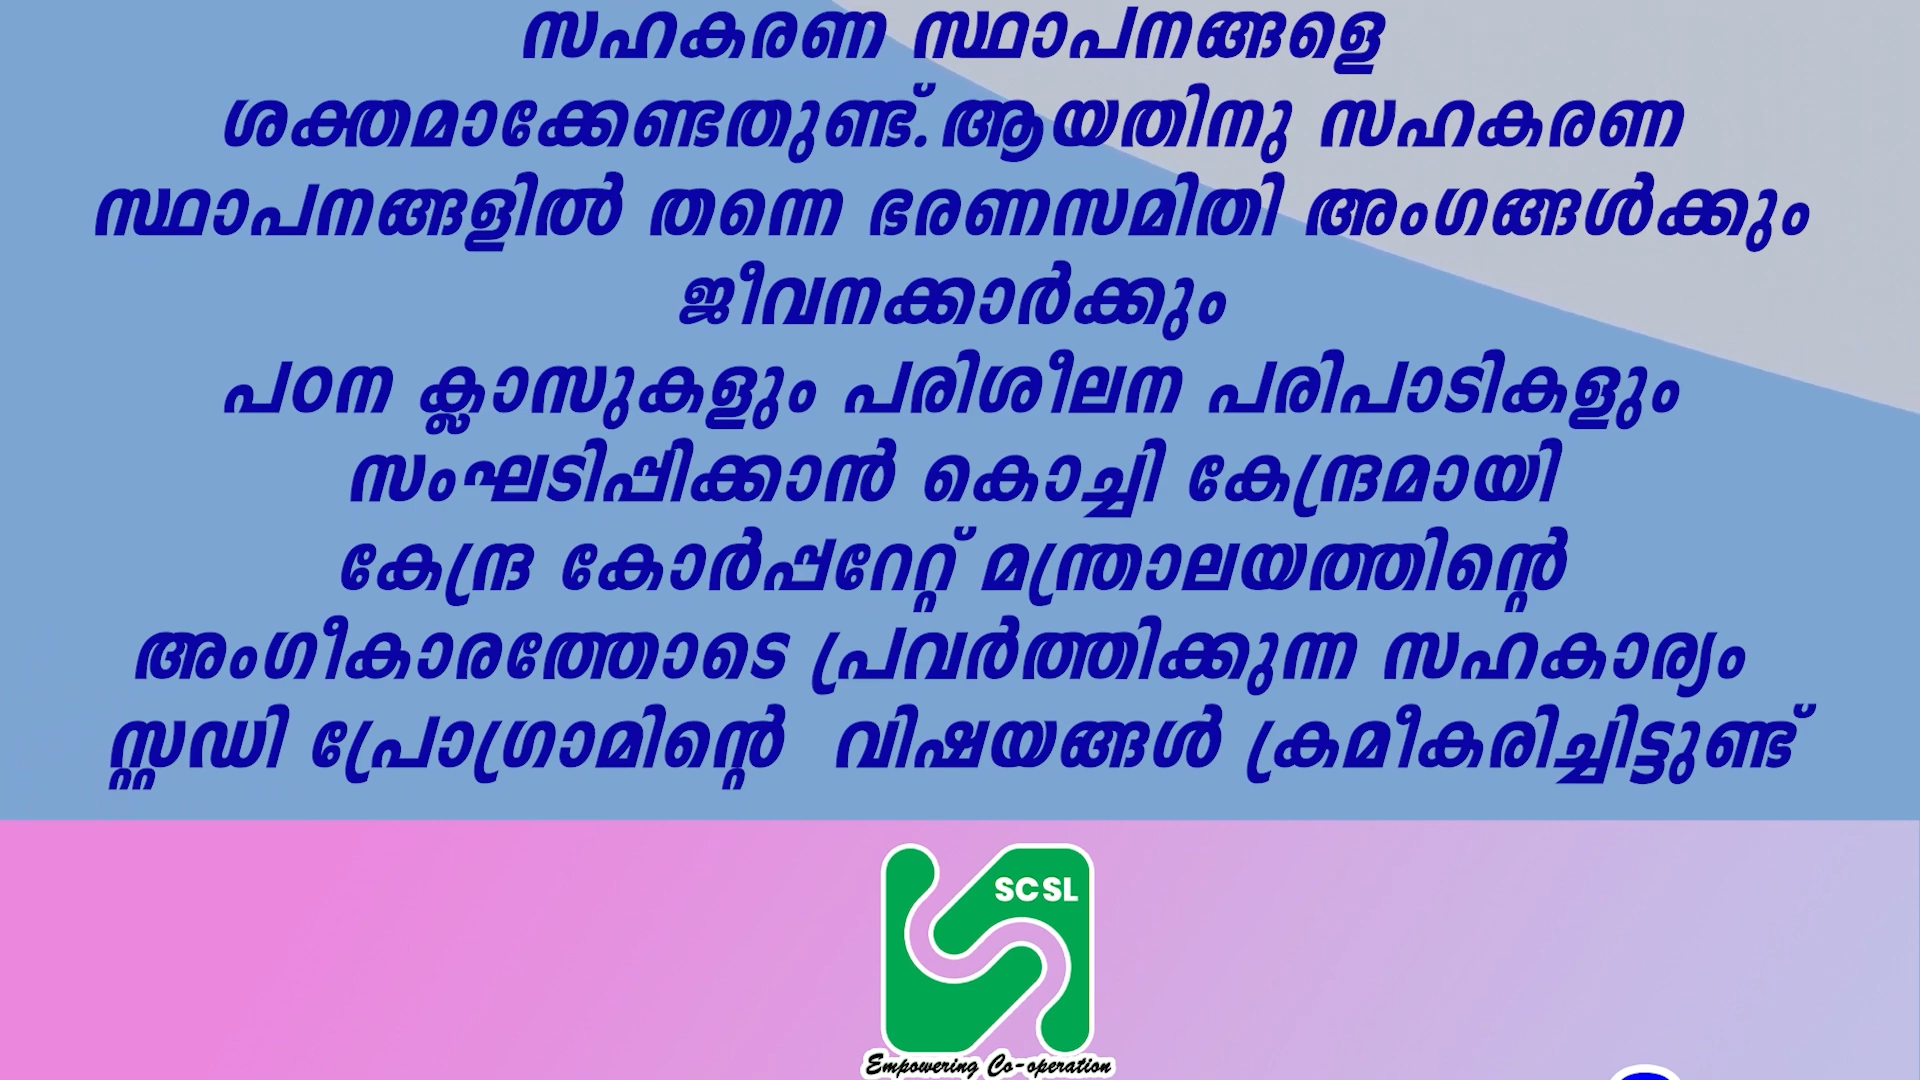 സഹകരണ സ്ഥാപനങ്ങളെ
ശക്തമാക്കേണ്ടതുണ്ട്.ആയതിനു സഹകരണ
സ്ഥാപനങ്ങളിൽ തന്നെ ഭരണസമിതി അംഗങ്ങൾക്കും
ജീവനക്കാർക്കും
പഠന ക്ലാസുകളും പരിശീലന പരിപാടികളും
സംഘടിപ്പിക്കാൻ കൊച്ചി കേന്ദ്രമായി
കേന്ദ്ര കോർപ്പറേറ്റ് മന്ത്രാലയത്തിന്റെ
അംഗീകാരത്തോടെ പ്രവർത്തിക്കുന്ന സഹകാര്യം
സ്റ്റഡി പ്രോഗ്രാമിന്റെ വിഷയങ്ങൾ ക്രമീകരിച്ചിട്ടുണ്ട്
SCSL
Empowering Co-operation